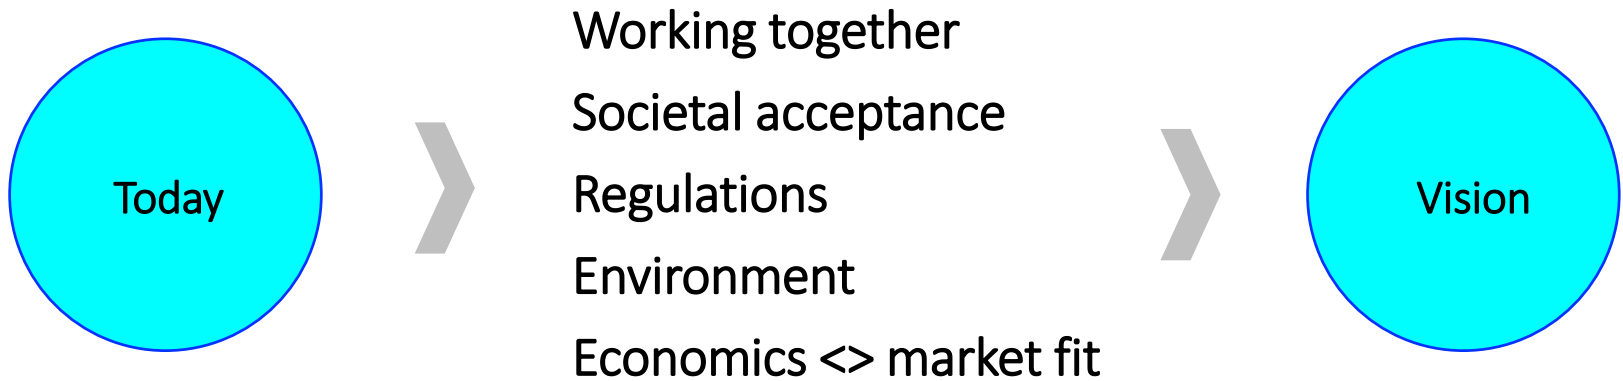 Today
Working together
Societal acceptance
Regulations
Environment
Economics <> market fit
Vision